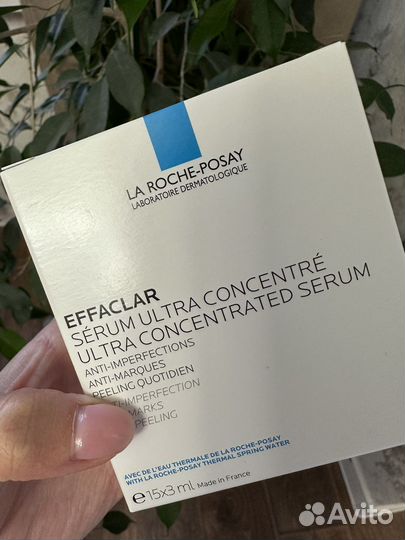 LA ROCHE-POSAY
LABORATOIRE DERMATOLOGIQUE
EFFACLAR
SÉRUM ULTRA CONCENTRÉ
ULTRA CONCENTRATED SERUM
ANTI-IMPERFECTIONS
ANTI-MARQUES
PEELING QUOTIDIEN
IMPERFECTION
MARKS
PEELING
AVEC DE L'EAU THERMALE DE LA ROCHE-POSAY
WITH LA ROCHE-POSAY THERMAL SPRING WATER
e 15x3 ml Made in France
Avito